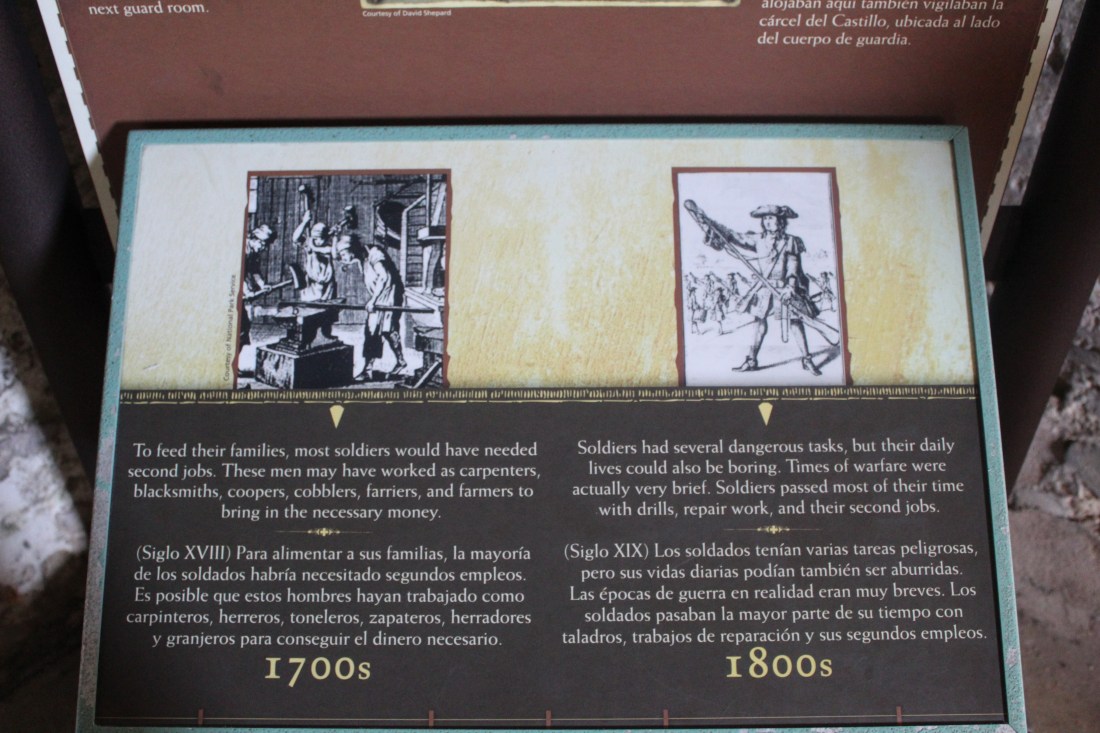 next guard room.
Courtesy of David Shepard
alojaban aquí también vigilaban la
cárcel del Castillo, ubicada al lado
del cuerpo de guardia.
Courtesy of National Park Service
To feed their families, most soldiers would have needed
second jobs. These men may have worked as carpenters,
blacksmiths, coopers, cobblers, farriers, and farmers to
bring in the necessary money.
(Siglo XVIII) Para alimentar a sus familias, la mayoría
de los soldados habría necesitado segundos empleos.
Es posible que estos hombres hayan trabajado como
carpinteros, herreros, toneleros, zapateros, herradores
y granjeros para conseguir el dinero necesario.
1700s
Soldiers had several dangerous tasks, but their daily
lives could also be boring. Times of warfare were
actually very brief. Soldiers passed most of their time
with drills, repair work, and their second jobs.
(Siglo XIX) Los soldados tenían varias tareas peligrosas,
pero sus vidas diarias podían también ser aburridas.
Las épocas de guerra en realidad eran muy breves. Los
soldados pasaban la mayor parte de su tiempo con
taladros, trabajos de reparación y sus segundos empleos.
1800s